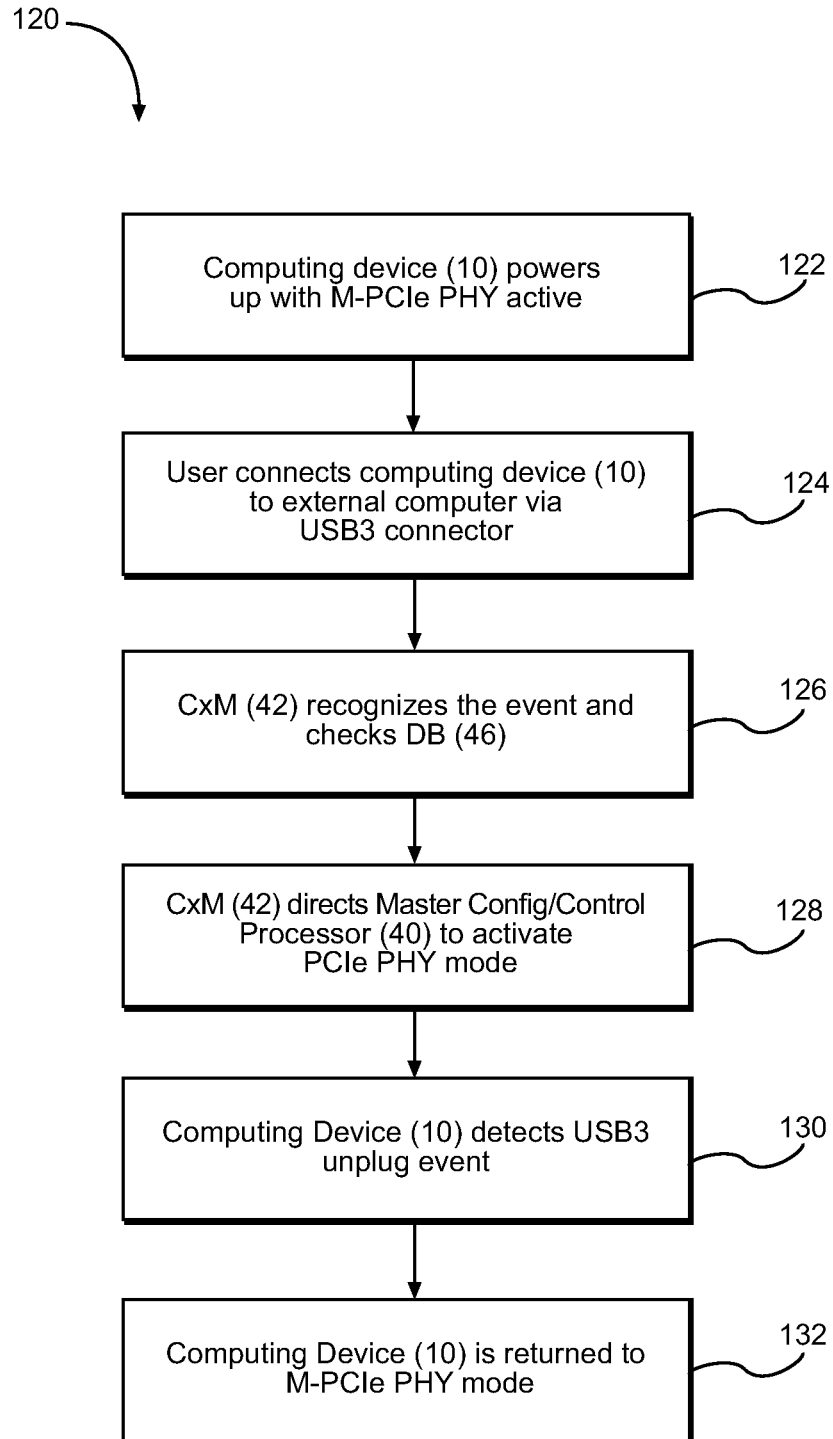 120
Computing device (10) powers
up with M-PCIe PHY active
122
User connects computing device (10)
to external computer via
USB3 connector
124
CxM (42) recognizes the event and
checks DB (46)
126
CxM (42) directs Master Config/Control
Processor (40) to activate
PCIe PHY mode
128
Computing Device (10) detects USB3
unplug event
130
Computing Device (10) is returned to
M-PCIe PHY mode
132